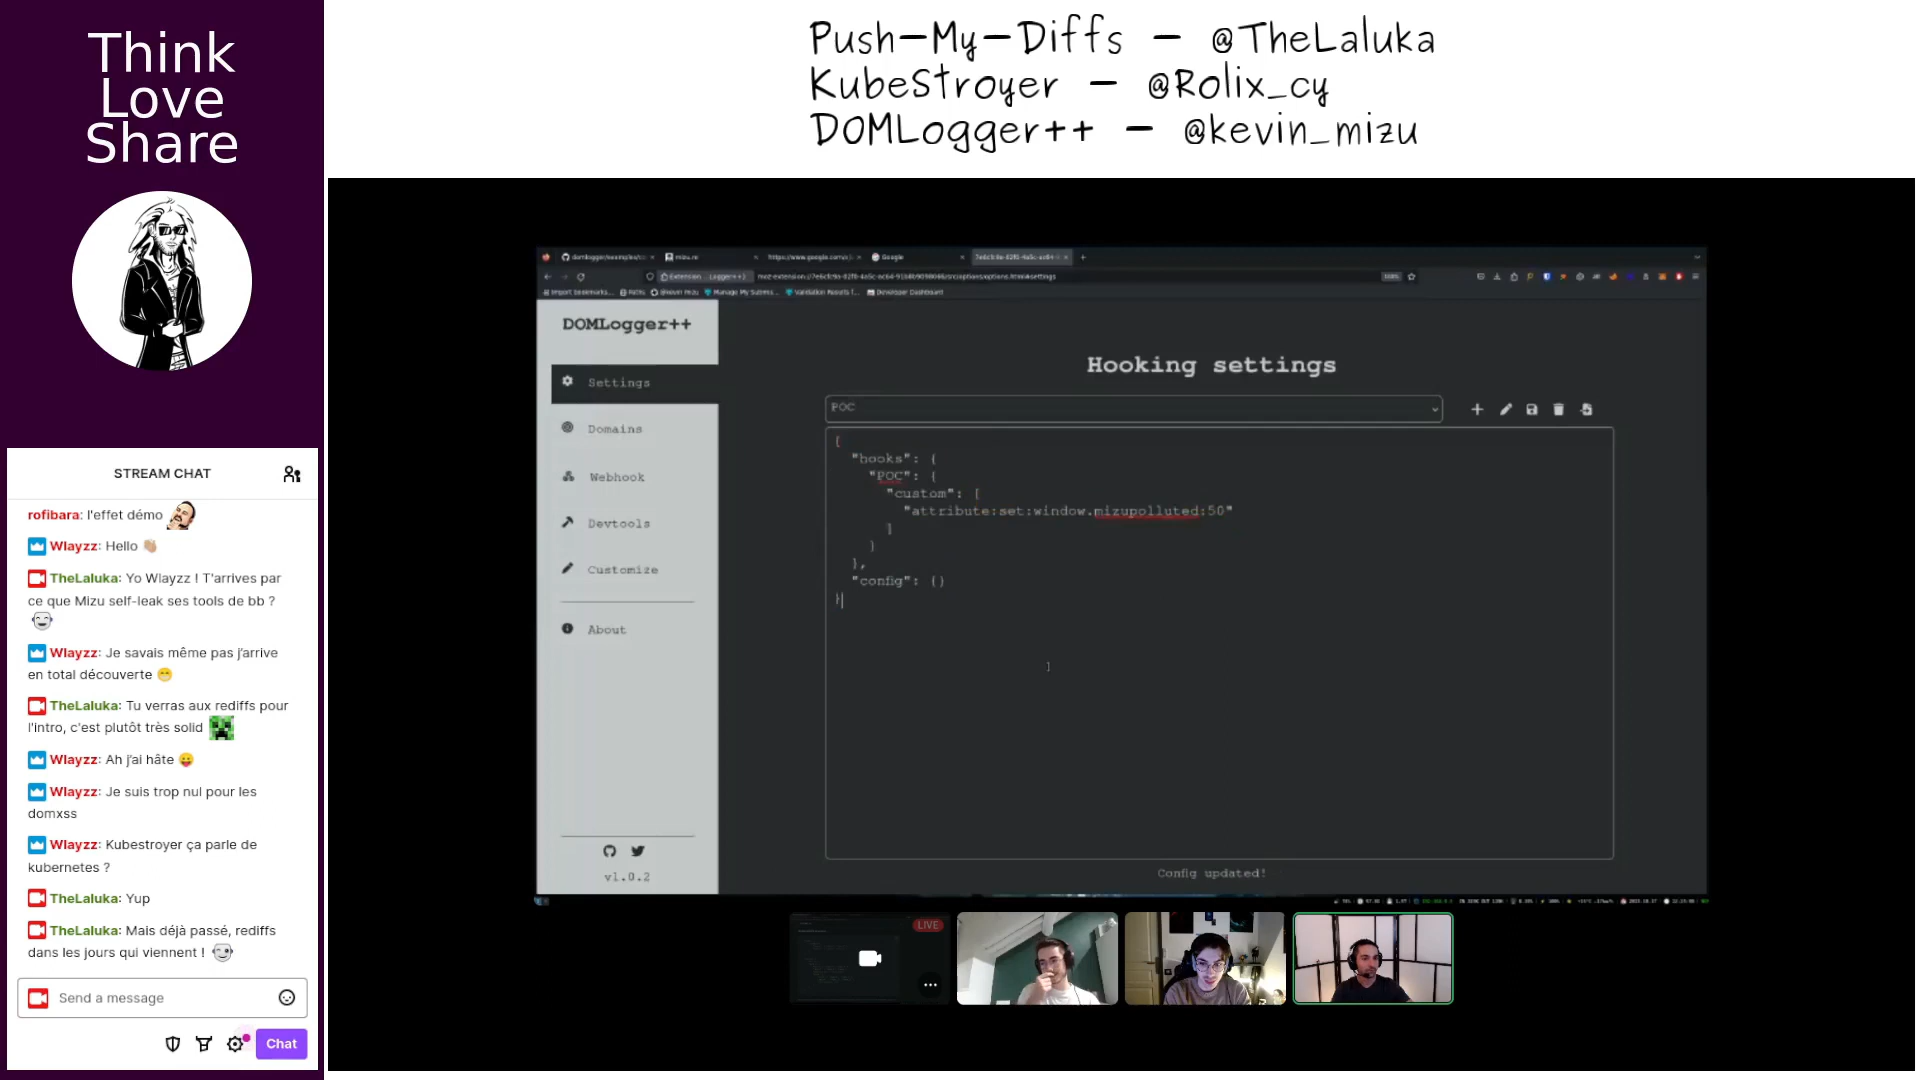 Think
Love
Share
Push-My-Diffs - @TheLaluka
KubeStroyer - @Rolix_cy
DOMLogger++ - @kevin_mizu
STREAM CHAT
rofibara: l'effet démo
Wlayzz: Hello
TheLaluka: Yo Wlayzz ! T'arrives par
ce que Mizu self-leak ses tools de bb ?
Wlayzz: Je savais même pas j'arrive
en total découverte
TheLaluka: Tu verras aux rediffs pour
l'intro, c'est plutôt très solid
Wlayzz: Ah j'ai hâte
Wlayzz: Je suis trop nul pour les
domxss
Wlayzz: Kubestroyer ça parle de
kubernetes ?
TheLaluka: Yup
TheLaluka: Mais déjà passé, rediffs
dans les jours qui viennent !
Send a message
Chat
mizu.re
Google
DOMLogger++
Settings
Domains
Webhook
Devtools
Customize
About
v1.0.2
Hooking settings
POC
{
"hooks": {
"POC": {
"custom": [
"attribute:set:window.mizupolluted:50"
]
}
},
"config": {}
}
Config updated!
LIVE